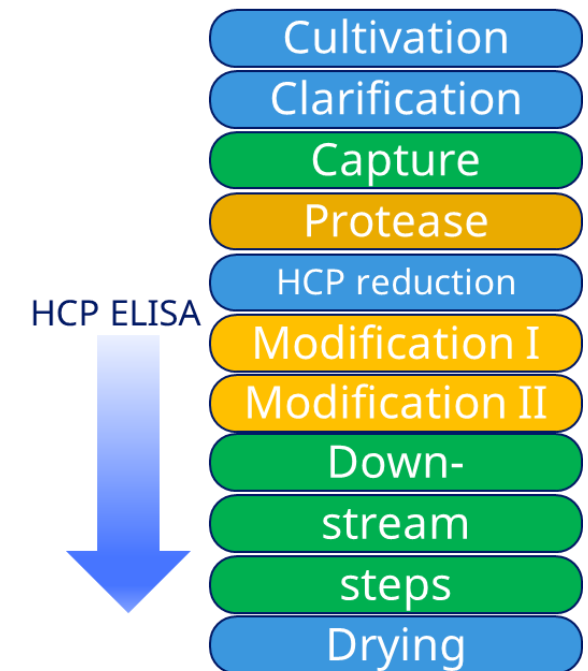 Cultivation
Clarification
Capture
Protease
HCP reduction
HCP ELISA
Modification I
Modification II
Down-
stream
steps
Drying